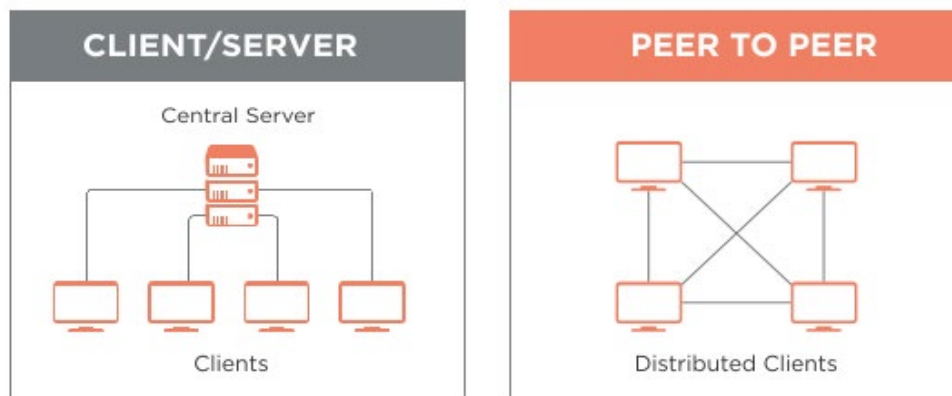 CLIENT/SERVER
Central Server
Clients
PEER TO PEER
Distributed Clients